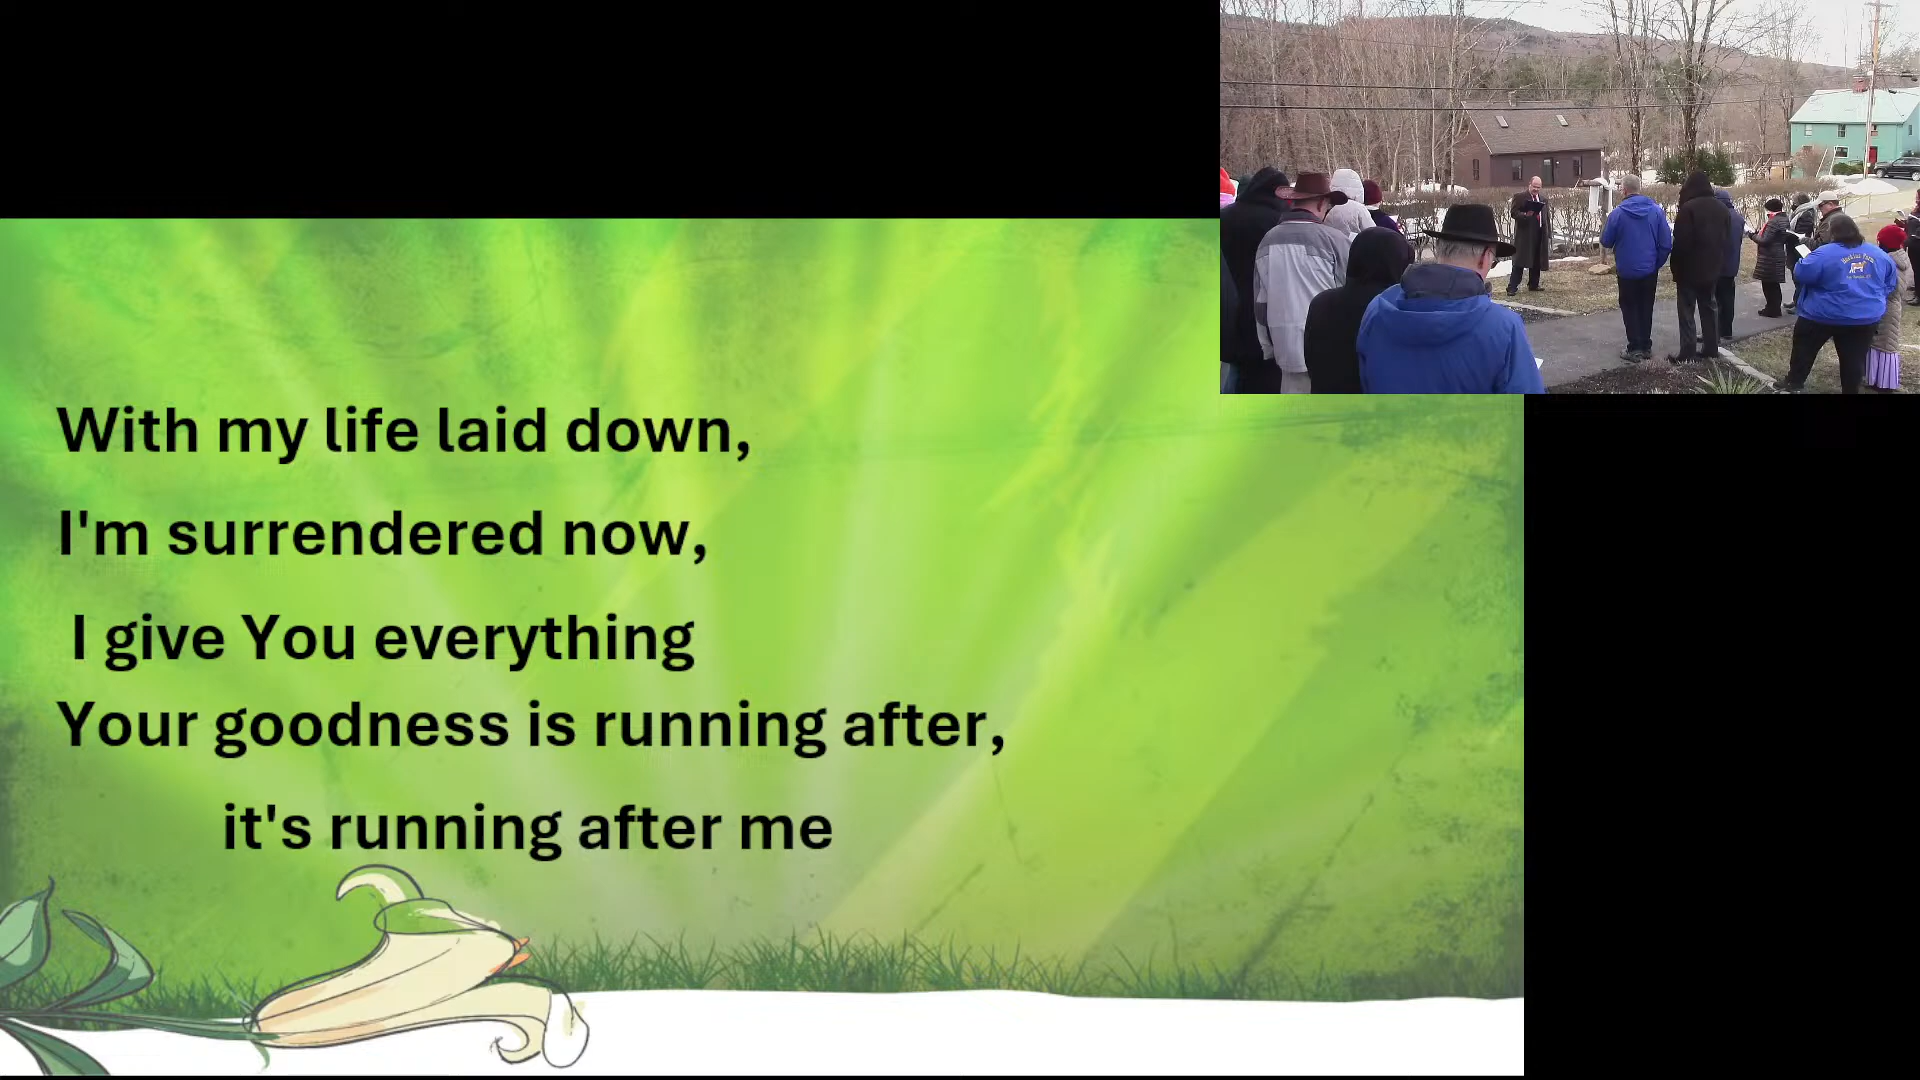 With my life laid down,
I'm surrendered now,
I give You everything
Your goodness is running after,
it's running after me